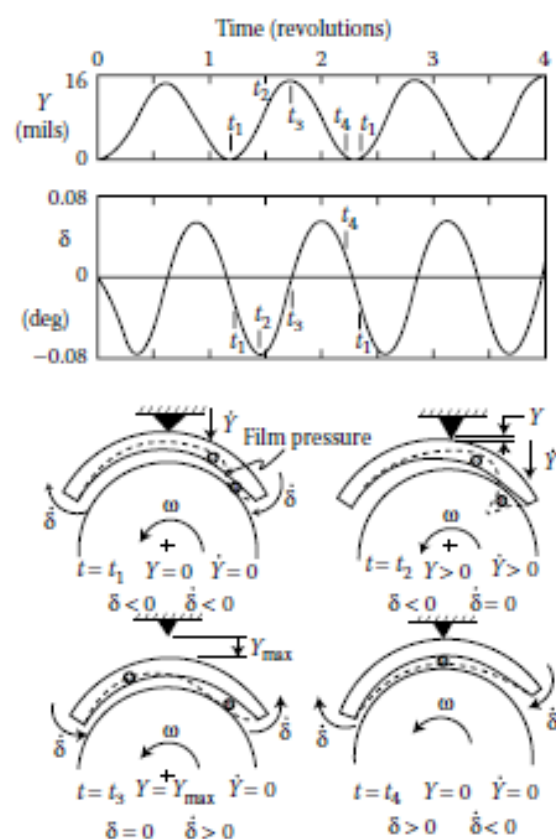 Time (revolutions)
0 1 2 3 4
16
Y
(mils)
0
t₂
t₁ t₃ t₄ t₁
0.08
δ
0
(deg)
−0.08
t₄
t₂
t₁ t₃ t₁
Ẏ
Film pressure
δ̇ δ̇
ω
t = t₁ Y = 0 Ẏ = 0
δ < 0 δ̇ < 0
Y
Ẏ
ω
t = t₂ Y > 0 Ẏ > 0
δ < 0 δ̇ = 0
Ymax
δ̇ δ̇
ω
t = t₃ Y = Ymax Ẏ = 0
δ = 0 δ̇ > 0
δ̇ δ̇
ω
t = t₄ Y = 0 Ẏ = 0
δ > 0 δ̇ < 0